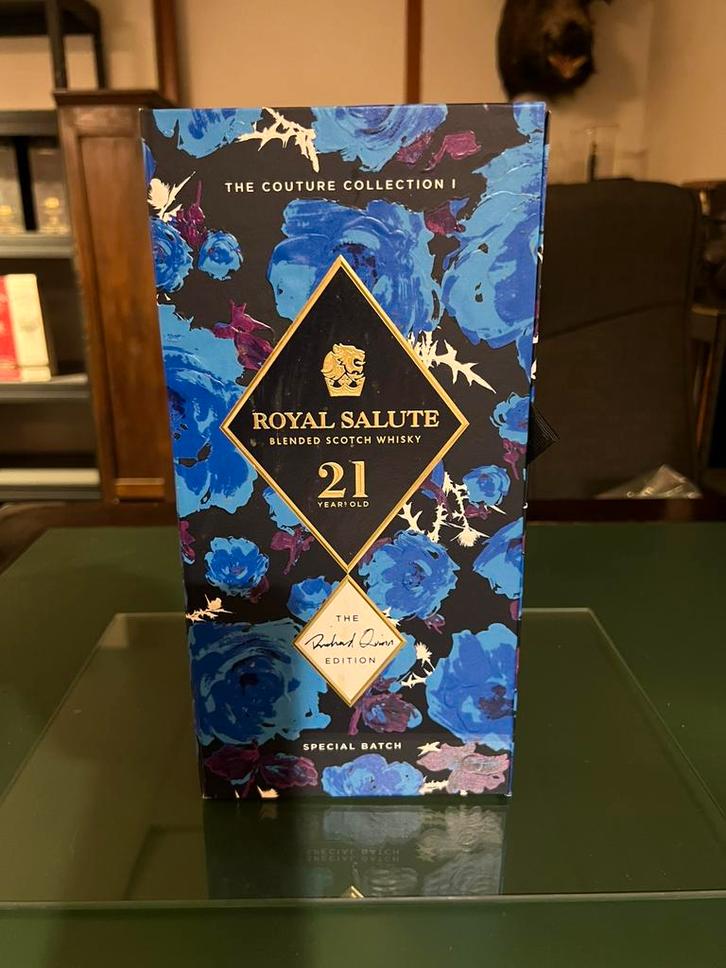 THE COUTURE COLLECTION I
ROYAL SALUTE
BLENDED SCOTCH WHISKY
21
YEARS OLD
THE
Richard Quinn
EDITION
SPECIAL BATCH